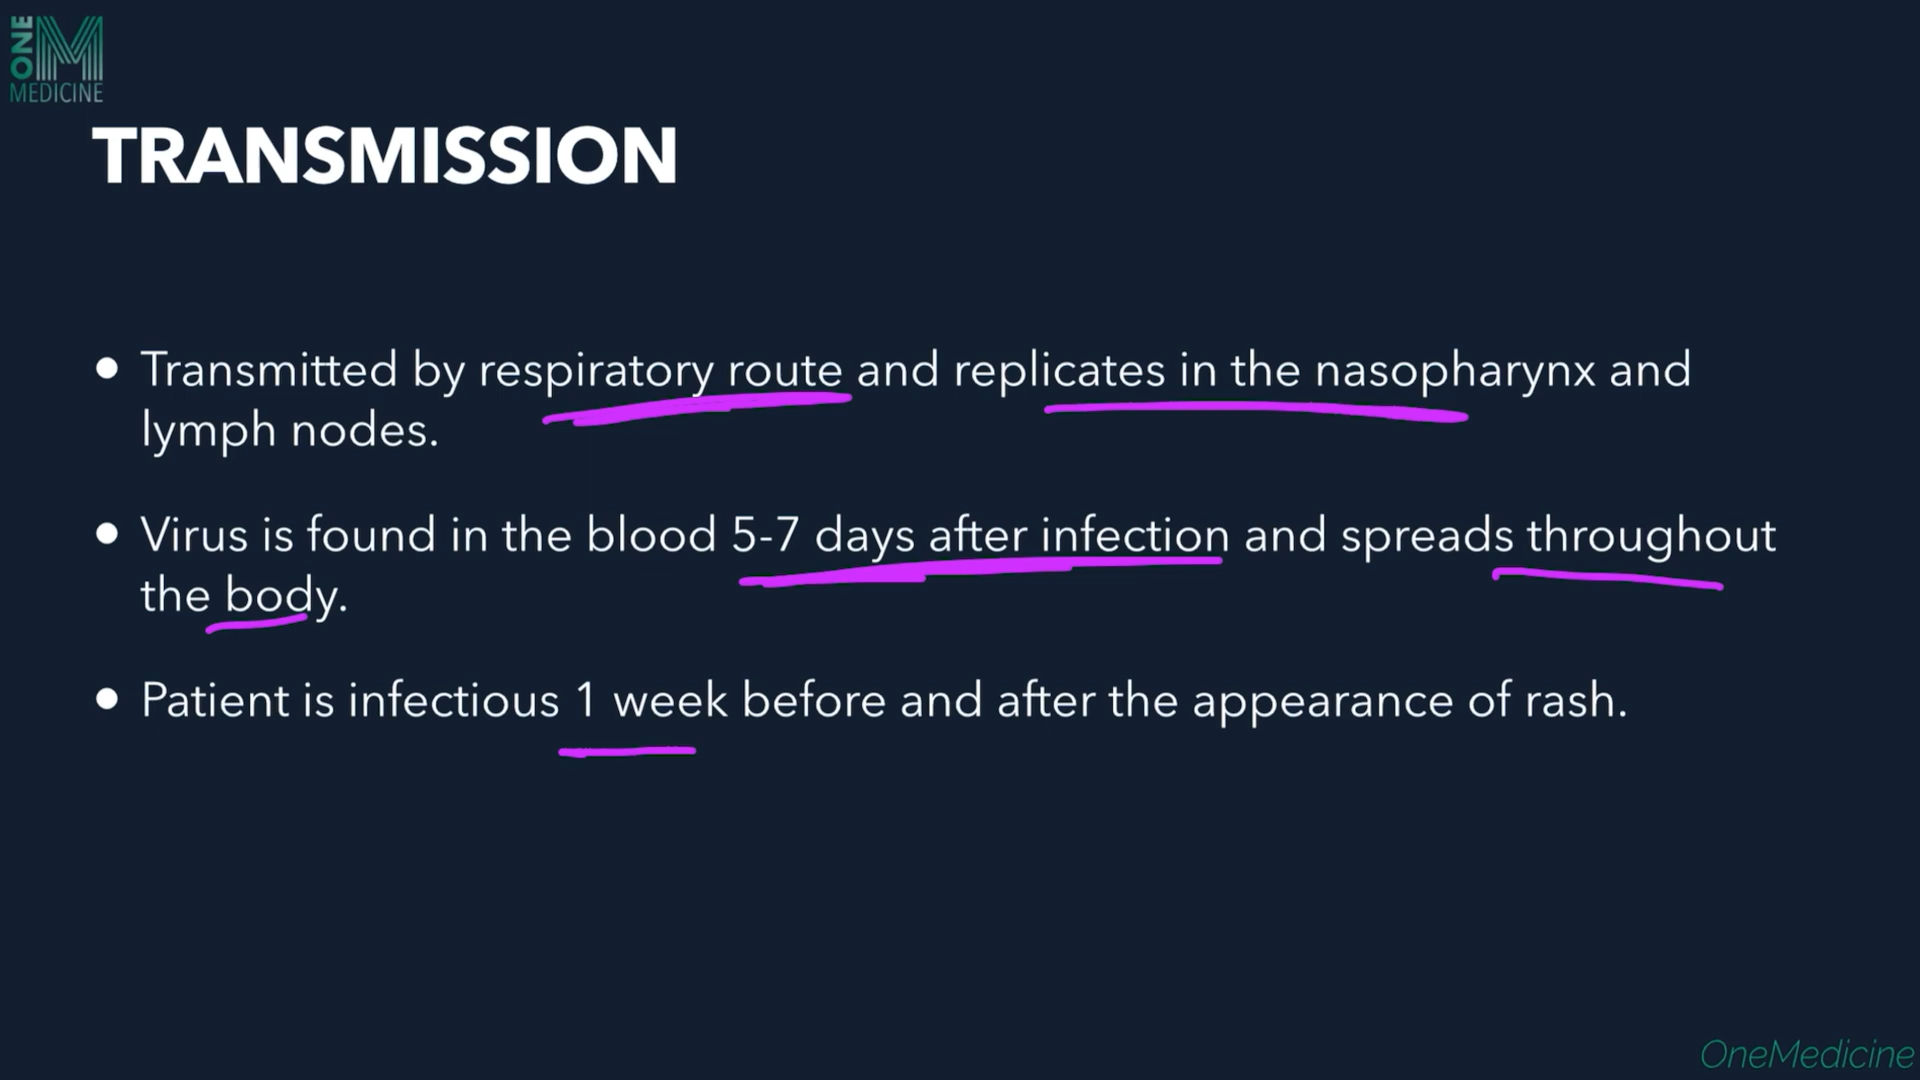 ONE
M
MEDICINE
TRANSMISSION
• Transmitted by respiratory route and replicates in the nasopharynx and
lymph nodes.
• Virus is found in the blood 5-7 days after infection and spreads throughout
the body.
• Patient is infectious 1 week before and after the appearance of rash.
OneMedicine